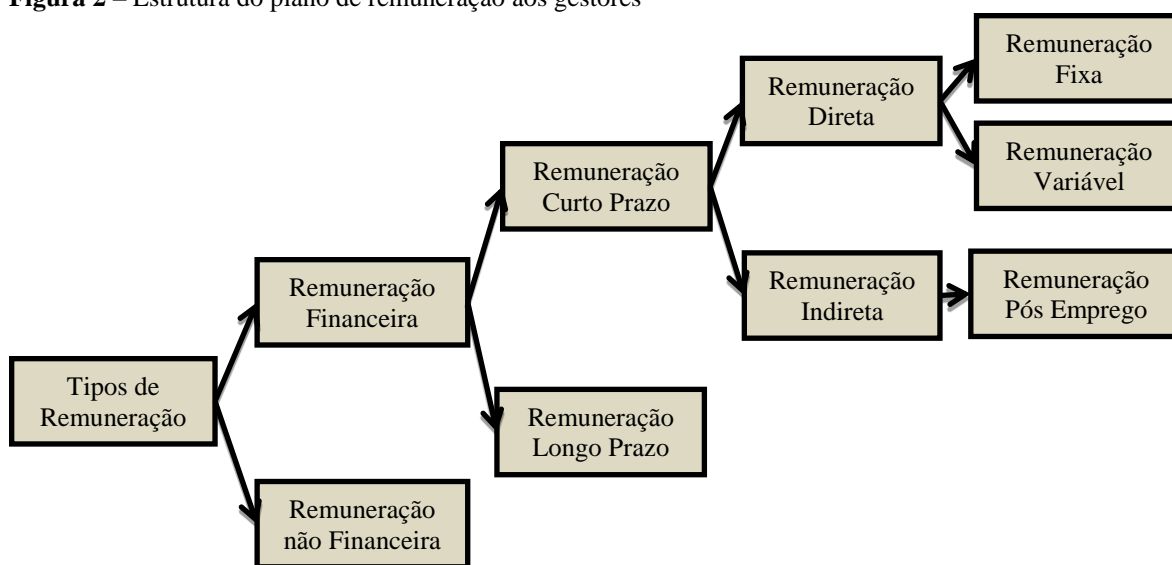 Figura 2 – Estrutura do plano de remuneração aos gestores
Tipos de
Remuneração
Remuneração
Financeira
Remuneração
não Financeira
Remuneração
Curto Prazo
Remuneração
Longo Prazo
Remuneração
Direta
Remuneração
Indireta
Remuneração
Fixa
Remuneração
Variável
Remuneração
Pós Emprego